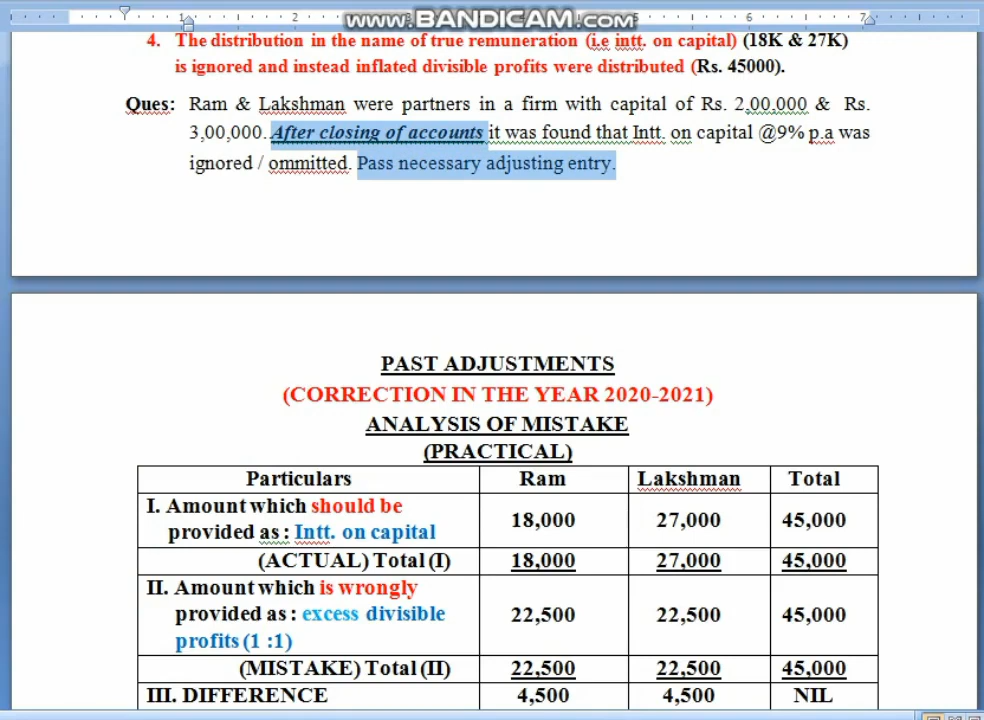 www.BANDICAM.com
1 2 5 6 7
4. The distribution in the name of true remuneration (i.e intt. on capital) (18K & 27K)
is ignored and instead inflated divisible profits were distributed (Rs. 45000).
Ques: Ram & Lakshman were partners in a firm with capital of Rs. 2,00,000 & Rs.
3,00,000. After closing of accounts it was found that Intt. on capital @9% p.a was
ignored / ommitted. Pass necessary adjusting entry.
PAST ADJUSTMENTS
(CORRECTION IN THE YEAR 2020-2021)
ANALYSIS OF MISTAKE
(PRACTICAL)
Particulars Ram Lakshman Total
I. Amount which should be
provided as : Intt. on capital 18,000 27,000 45,000
(ACTUAL) Total (I) 18,000 27,000 45,000
II. Amount which is wrongly
provided as : excess divisible 22,500 22,500 45,000
profits (1 :1)
(MISTAKE) Total (II) 22,500 22,500 45,000
III. DIFFERENCE 4,500 4,500 NIL